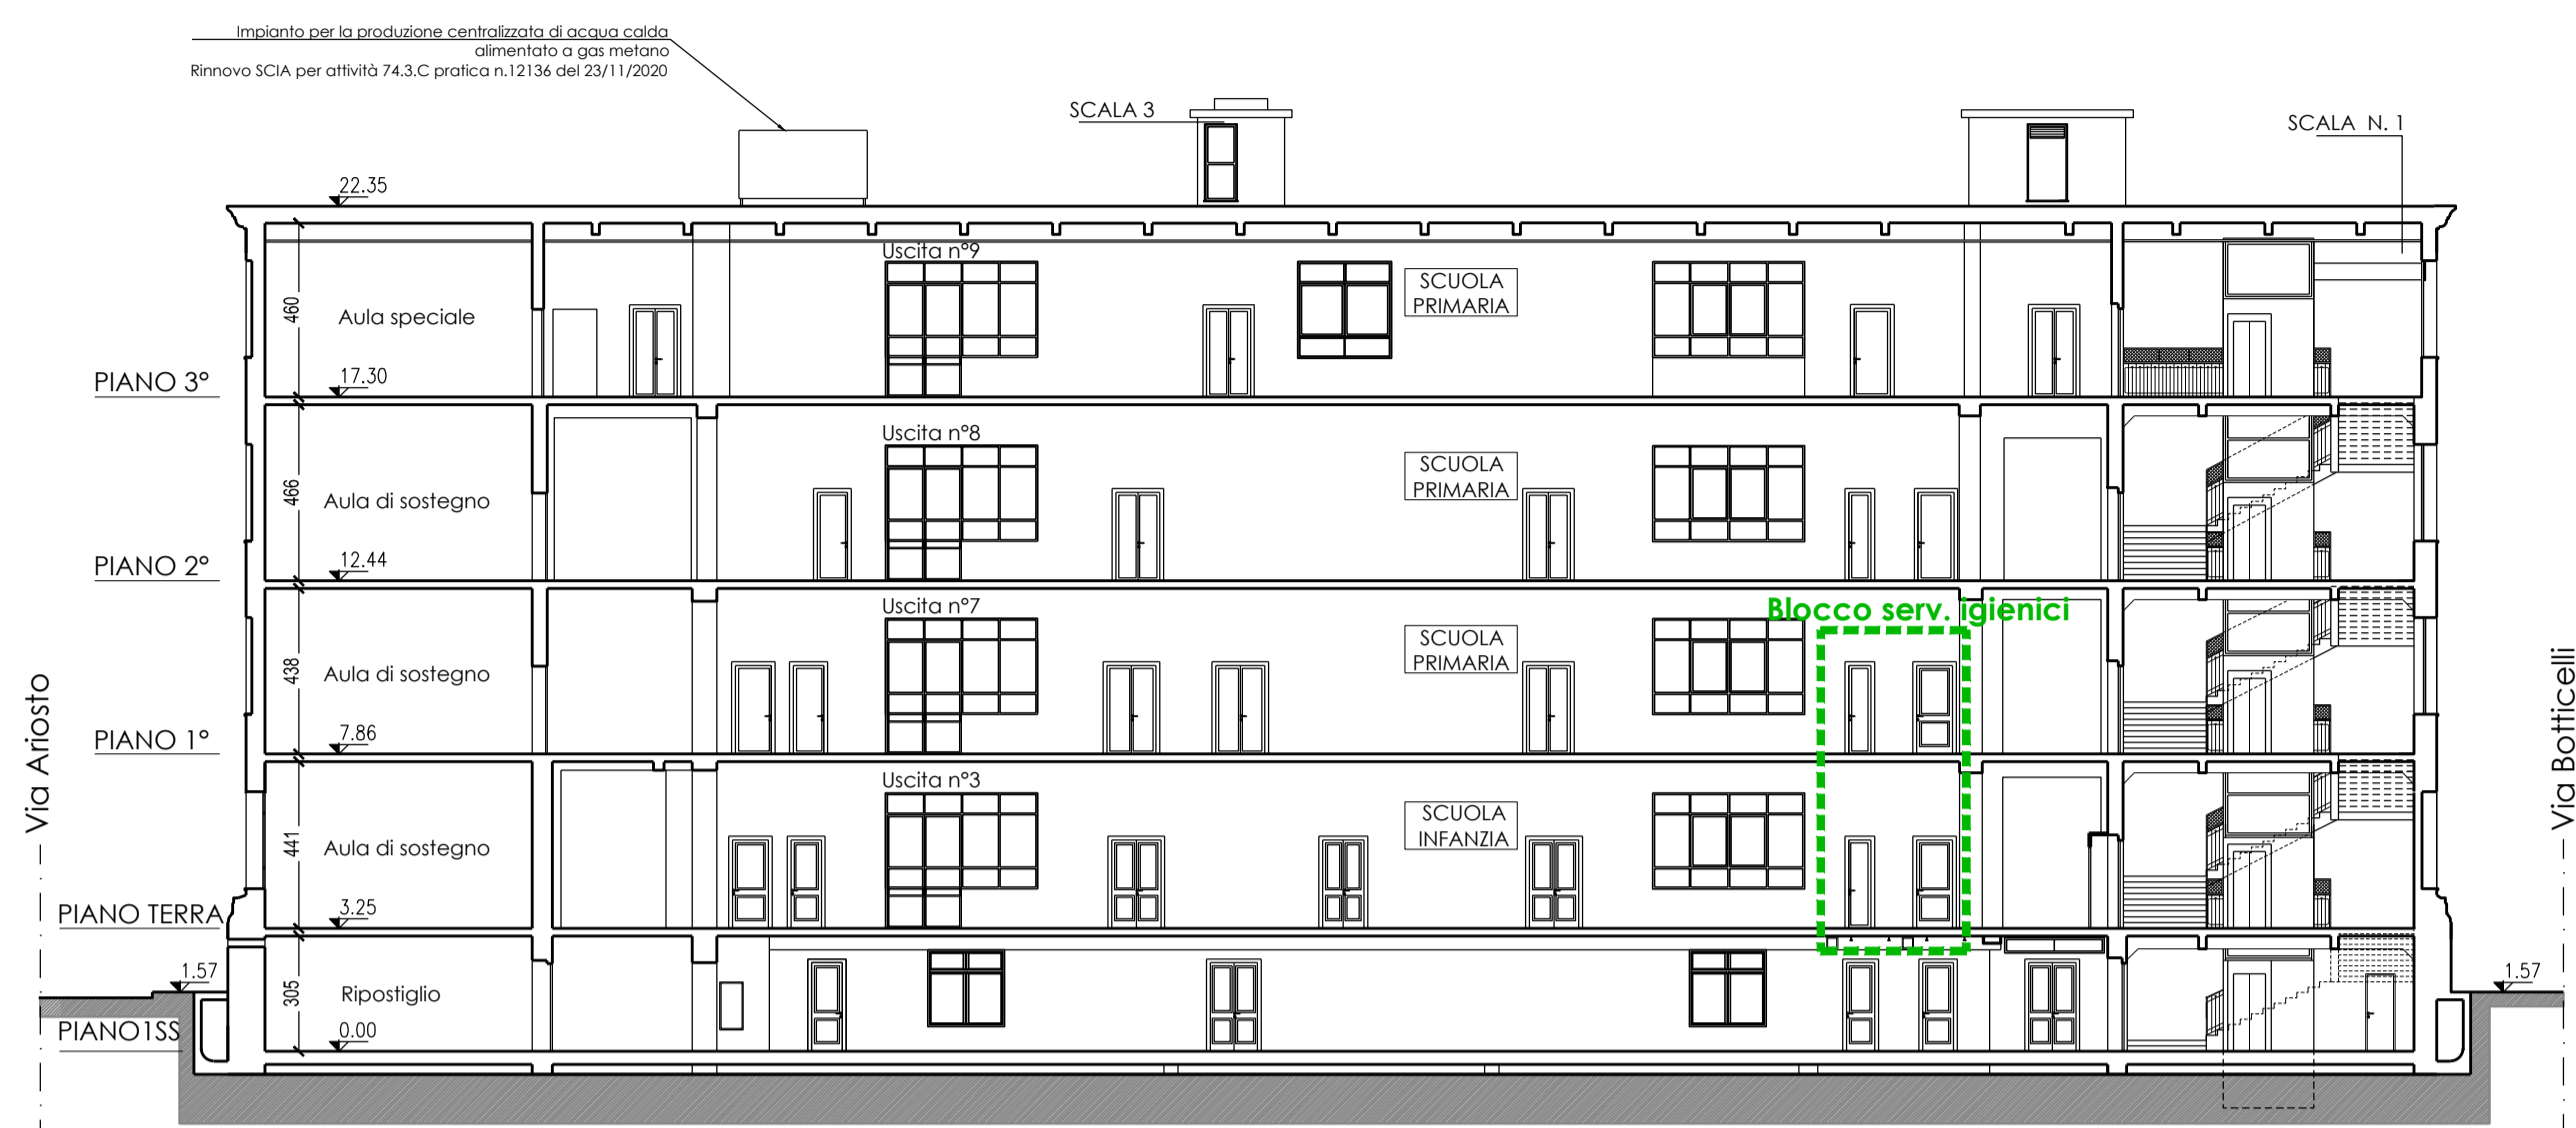 Impianto per la produzione centralizzata di acqua calda
alimentato a gas metano
Rinnovo SCIA per attività 74.3.C pratica n.12136 del 23/11/2020
SCALA 3
SCALA N. 1
22.35
Uscita n°9
460
Aula speciale
SCUOLA
PRIMARIA
PIANO 3°
17.30
Uscita n°8
466
Aula di sostegno
SCUOLA
PRIMARIA
PIANO 2°
12.44
Uscita n°7
Blocco serv. igienici
438
Aula di sostegno
SCUOLA
PRIMARIA
PIANO 1°
7.86
Uscita n°3
441
Aula di sostegno
SCUOLA
INFANZIA
PIANO TERRA
3.25
1.57
305
Ripostiglio
1.57
PIANO1SS
0.00
Via Ariosto
Via Botticelli